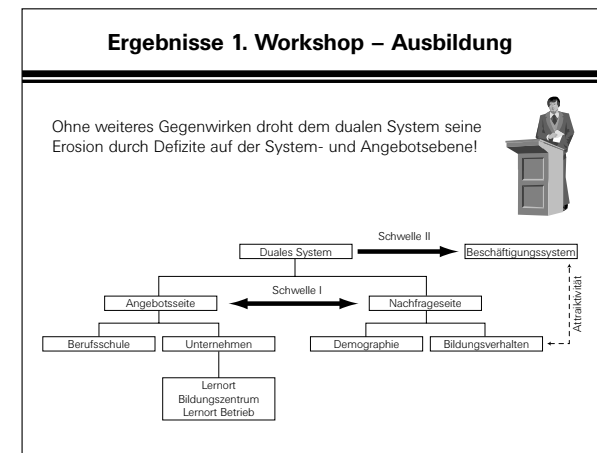 Ergebnisse 1. Workshop – Ausbildung
Ohne weiteres Gegenwirken droht dem dualen System seine
Erosion durch Defizite auf der System- und Angebotsebene!
Schwelle II
Duales System
Beschäftigungssystem
Schwelle I
Angebotsseite
Nachfrageseite
Attraktivität
Berufsschule
Unternehmen
Demographie
Bildungsverhalten
Lernort
Bildungszentrum
Lernort Betrieb